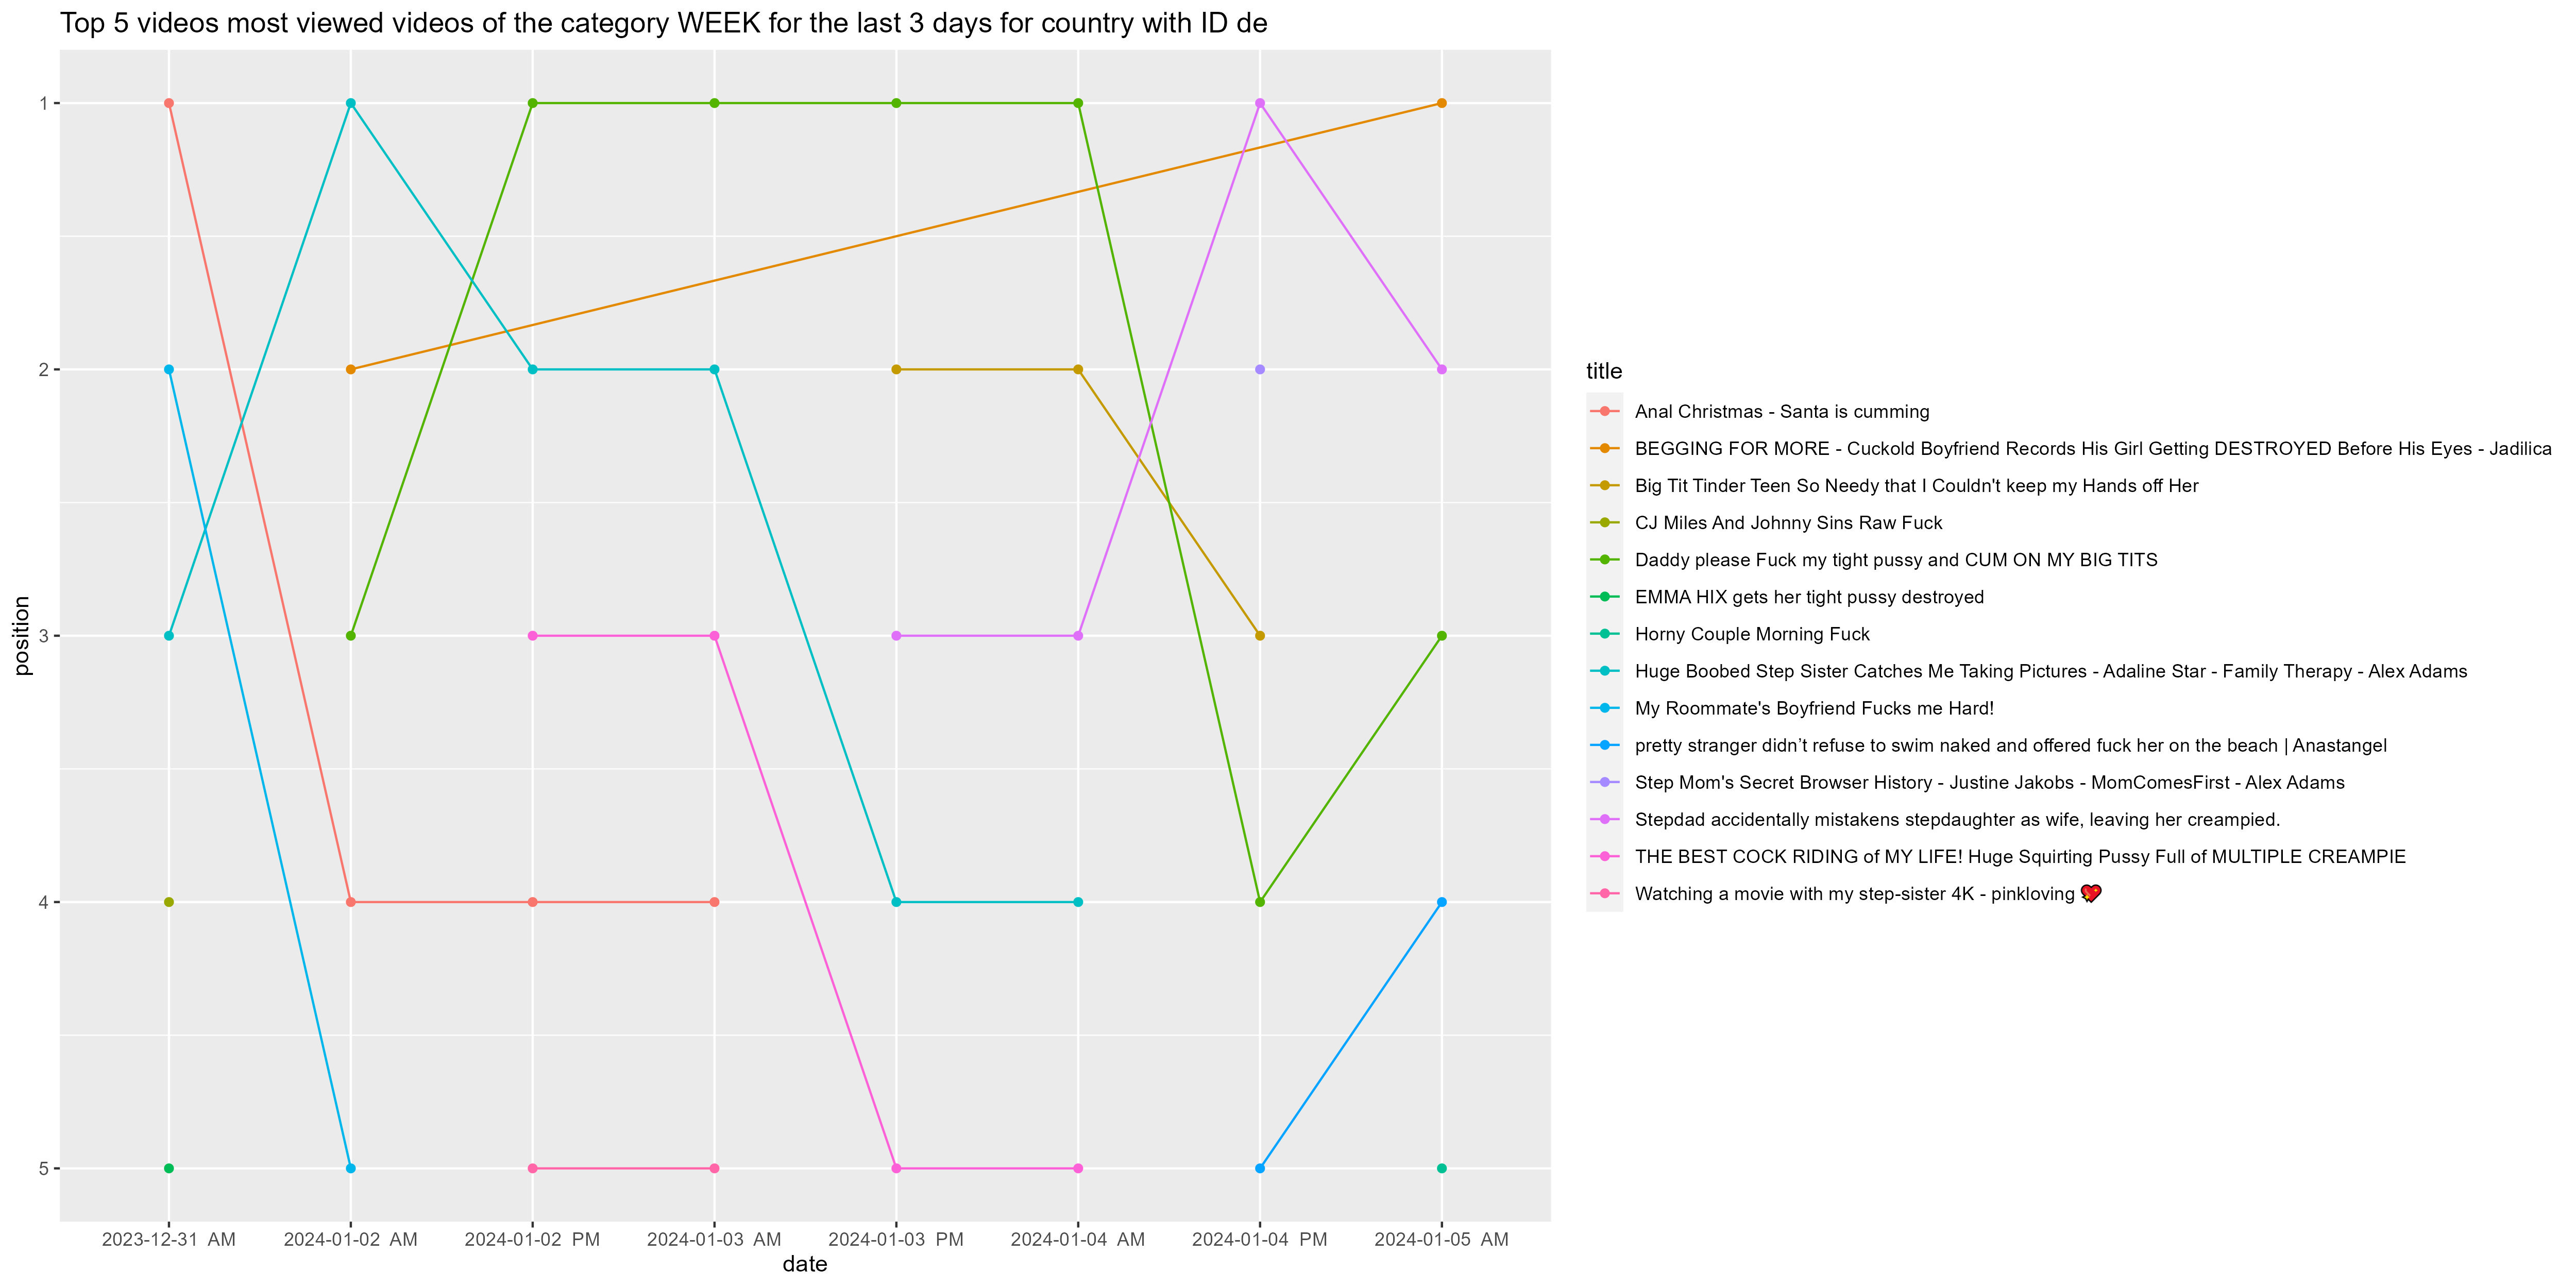 Top 5 videos most viewed videos of the category WEEK for the last 3 days for country with ID de
position
1
2
3
4
5
2023-12-31 AM
2024-01-02 AM
2024-01-02 PM
2024-01-03 AM
2024-01-03 PM
2024-01-04 AM
2024-01-04 PM
2024-01-05 AM
date
title
Anal Christmas - Santa is cumming
BEGGING FOR MORE - Cuckold Boyfriend Records His Girl Getting DESTROYED Before His Eyes - Jadilica
Big Tit Tinder Teen So Needy that I Couldn't keep my Hands off Her
CJ Miles And Johnny Sins Raw Fuck
Daddy please Fuck my tight pussy and CUM ON MY BIG TITS
EMMA HIX gets her tight pussy destroyed
Horny Couple Morning Fuck
Huge Boobed Step Sister Catches Me Taking Pictures - Adaline Star - Family Therapy - Alex Adams
My Roommate's Boyfriend Fucks me Hard!
pretty stranger didn’t refuse to swim naked and offered fuck her on the beach | Anastangel
Step Mom's Secret Browser History - Justine Jakobs - MomComesFirst - Alex Adams
Stepdad accidentally mistakens stepdaughter as wife, leaving her creampied.
THE BEST COCK RIDING of MY LIFE! Huge Squirting Pussy Full of MULTIPLE CREAMPIE
Watching a movie with my step-sister 4K - pinkloving 💖